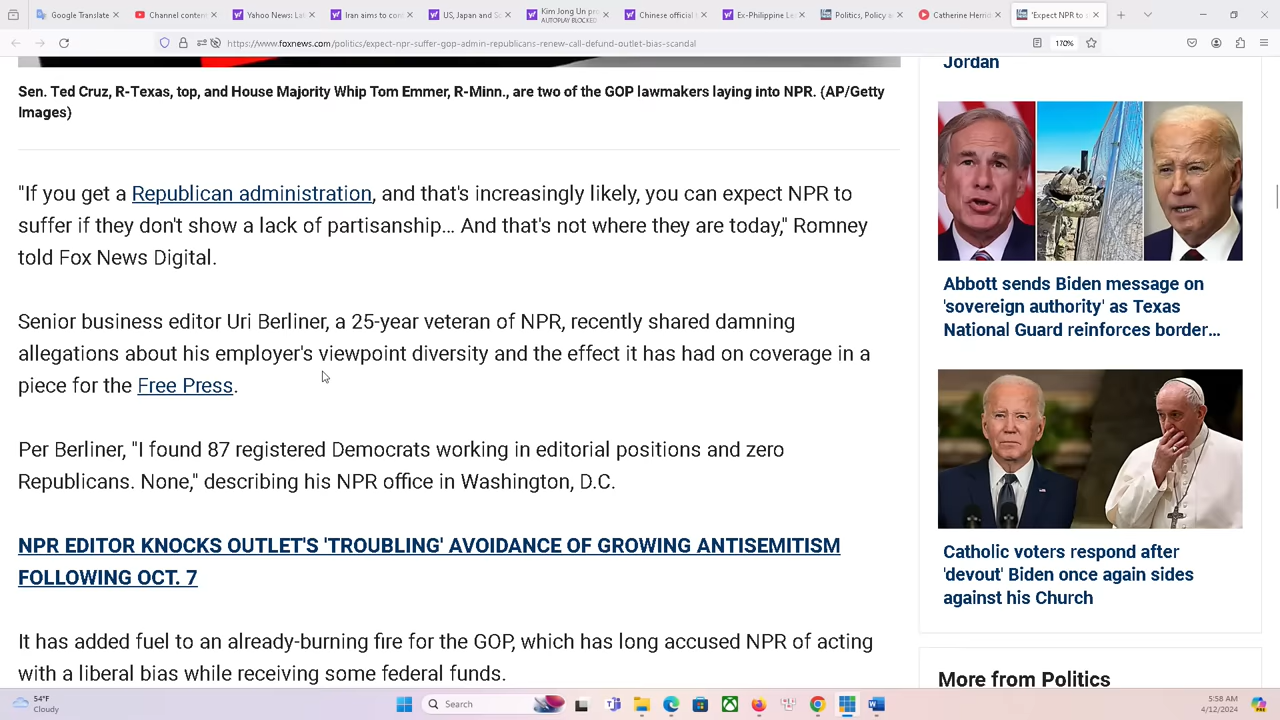 Google Translate
Channel content
Yahoo News: Lat
Iran aims to con
US, Japan and So
Kim Jong Un pr
AUTOPLAY BLOCKED
Chinese official
Ex-Philippine Le
Politics, Policy a
Catherine Herri
'Expect NPR to s
https://www.foxnews.com/politics/expect-npr-suffer-gop-admin-republicans-renew-call-defund-outlet-bias-scandal
170%
Sen. Ted Cruz, R-Texas, top, and House Majority Whip Tom Emmer, R-Minn., are two of the GOP lawmakers laying into NPR. (AP/Getty
Images)
"If you get a Republican administration, and that's increasingly likely, you can expect NPR to
suffer if they don't show a lack of partisanship… And that's not where they are today," Romney
told Fox News Digital.
Senior business editor Uri Berliner, a 25-year veteran of NPR, recently shared damning
allegations about his employer's viewpoint diversity and the effect it has had on coverage in a
piece for the Free Press.
Per Berliner, "I found 87 registered Democrats working in editorial positions and zero
Republicans. None," describing his NPR office in Washington, D.C.
NPR EDITOR KNOCKS OUTLET'S 'TROUBLING' AVOIDANCE OF GROWING ANTISEMITISM
FOLLOWING OCT. 7
It has added fuel to an already-burning fire for the GOP, which has long accused NPR of acting
with a liberal bias while receiving some federal funds.
Jordan
Abbott sends Biden message on
'sovereign authority' as Texas
National Guard reinforces border…
Catholic voters respond after
'devout' Biden once again sides
against his Church
More from Politics
54°F
Cloudy
Search
5:58 AM
4/12/2024